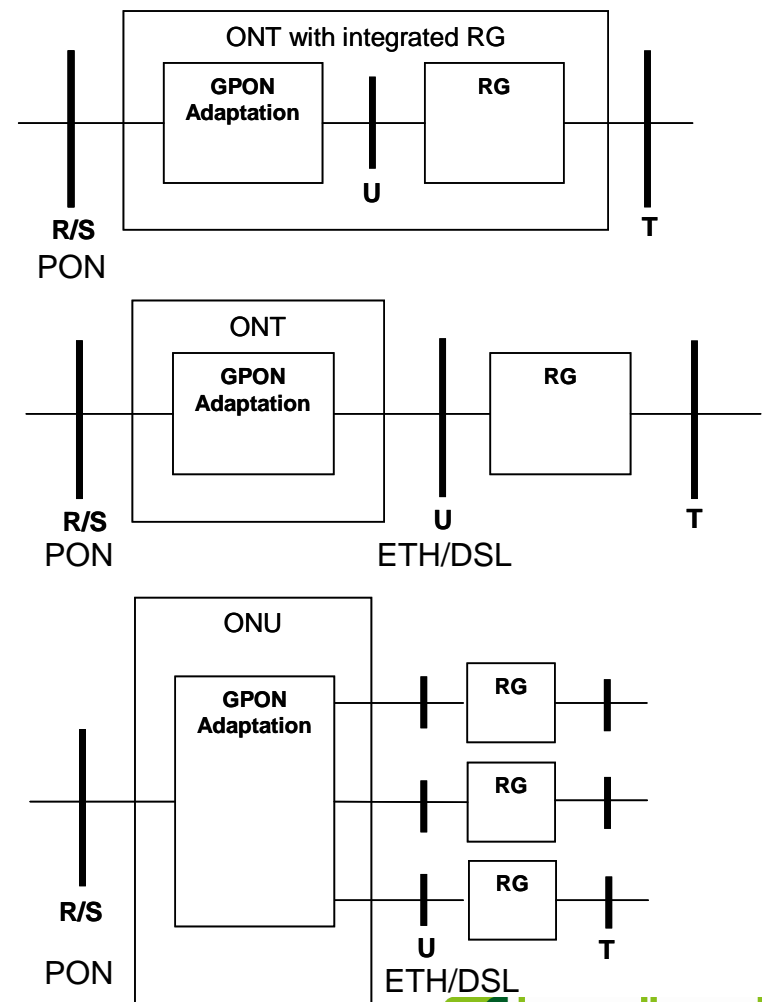 ONT with integrated RG
GPON
Adaptation
RG
U
R/S
T
PON
ONT
GPON
Adaptation
RG
R/S
U
T
PON
ETH/DSL
ONU
GPON
Adaptation
RG
RG
RG
R/S
U
T
PON
ETH/DSL